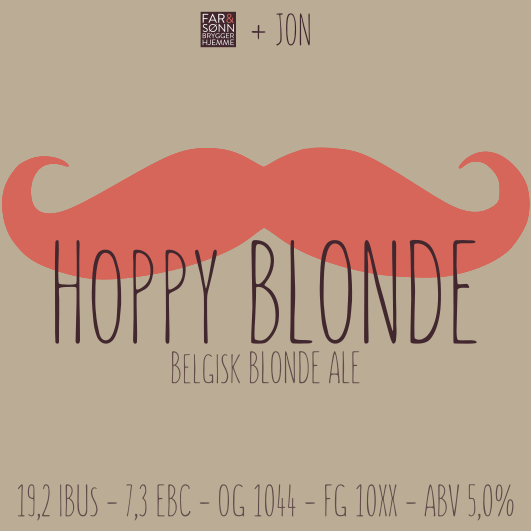 FAR&
SØNN
BRYGGER
HJEMME
+ JON
HOPPY BLONDE
BELGISK BLONDE ALE
19,2 IBUs – 7,3 EBC – OG 1044 – FG 10XX – ABV 5,0%